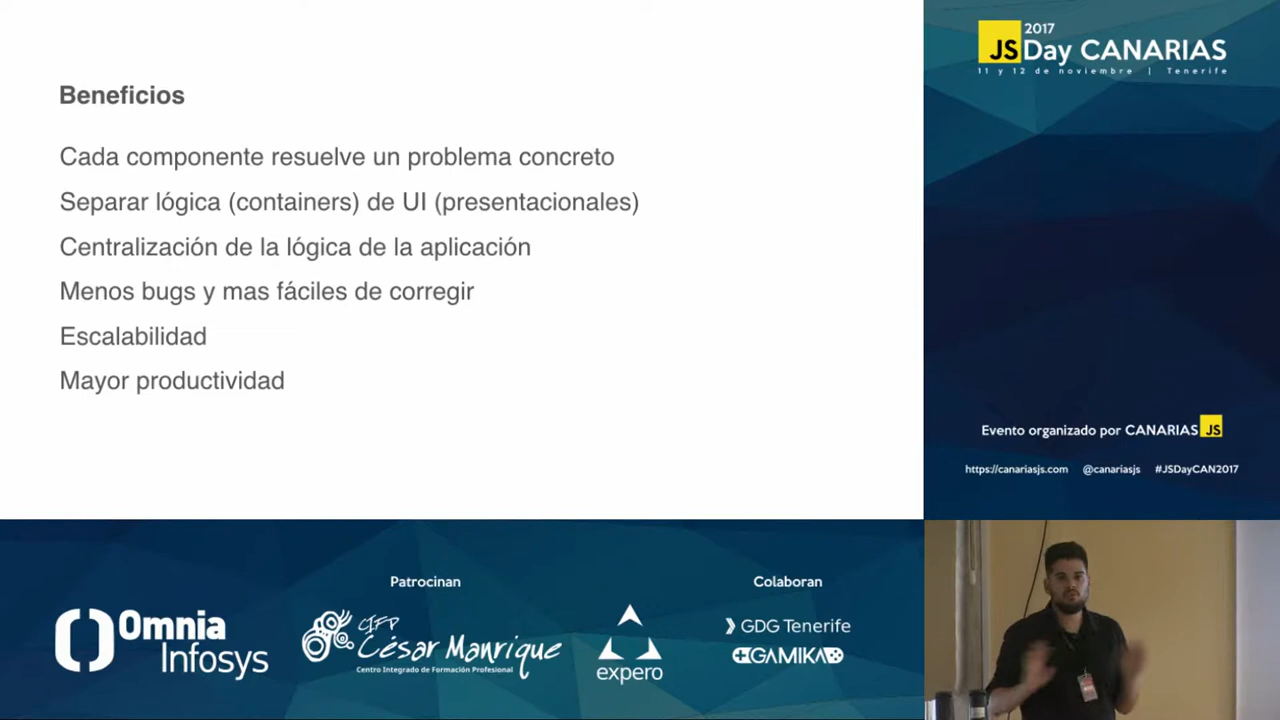 Beneficios
Cada componente resuelve un problema concreto
Separar lógica (containers) de UI (presentacionales)
Centralización de la lógica de la aplicación
Menos bugs y mas fáciles de corregir
Escalabilidad
Mayor productividad
2017
JS Day CANARIAS
11 y 12 de noviembre | Tenerife
Evento organizado por CANARIAS JS
https://canariasjs.com @canariasjs #JSDayCAN2017
Patrocinan
Omnia
Infosys
CIFP
César Manrique
Centro Integrado de Formación Profesional
expero
Colaboran
GDG Tenerife
GAMIKA